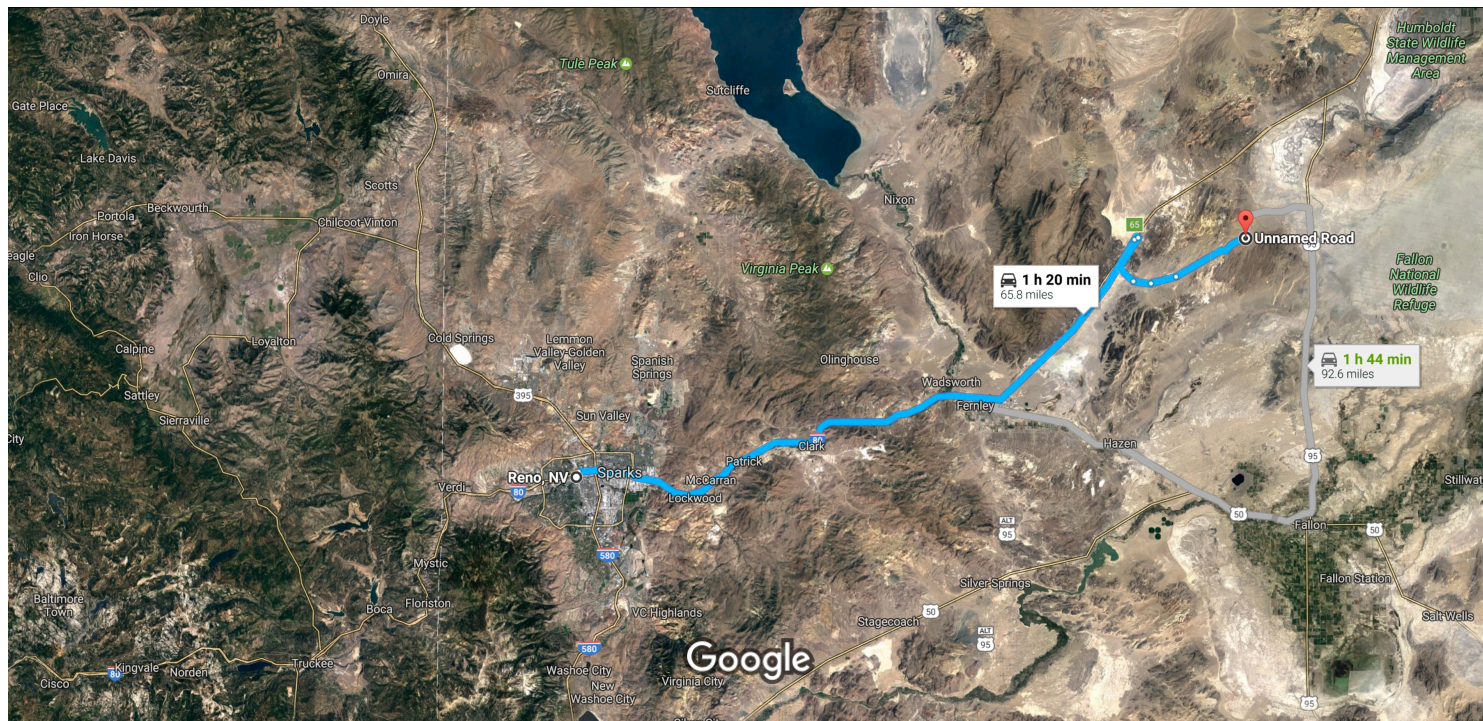 Doyle
Humboldt
State Wildlife
Management
Area
Tule Peak
Omira
Sutcliffe
Gate Place
Lake Davis
Scotts
Nixon
Beckwourth
Portola
Chilcoot-Vinton
Iron Horse
65
Unnamed Road
95
eagle
Clio
Virginia Peak
1 h 20 min
65.8 miles
Fallon
National
Wildlife
Refuge
Cold Springs
Lemmon
Valley-Golden
Valley
Loyalton
Calpine
Spanish
Springs
Olinghouse
1 h 44 min
92.6 miles
Wadsworth
Sattley
395
Fernley
Sierraville
Sun Valley
City
80
Clark
Hazen
95
Patrick
Reno, NV
Sparks
McCarran
Verdi
80
Lockwood
Stillwat
50
Fallon
50
ALT
95
580
Mystic
Baltimore
Town
Boca
Floriston
Silver Springs
Fallon Station
VC Highlands
50
Stagecoach
Salt Wells
ALT
95
580
Google
Truckee
Kingvale
80
Norden
Cisco
Washoe City
New
Washoe City
Virginia City
95